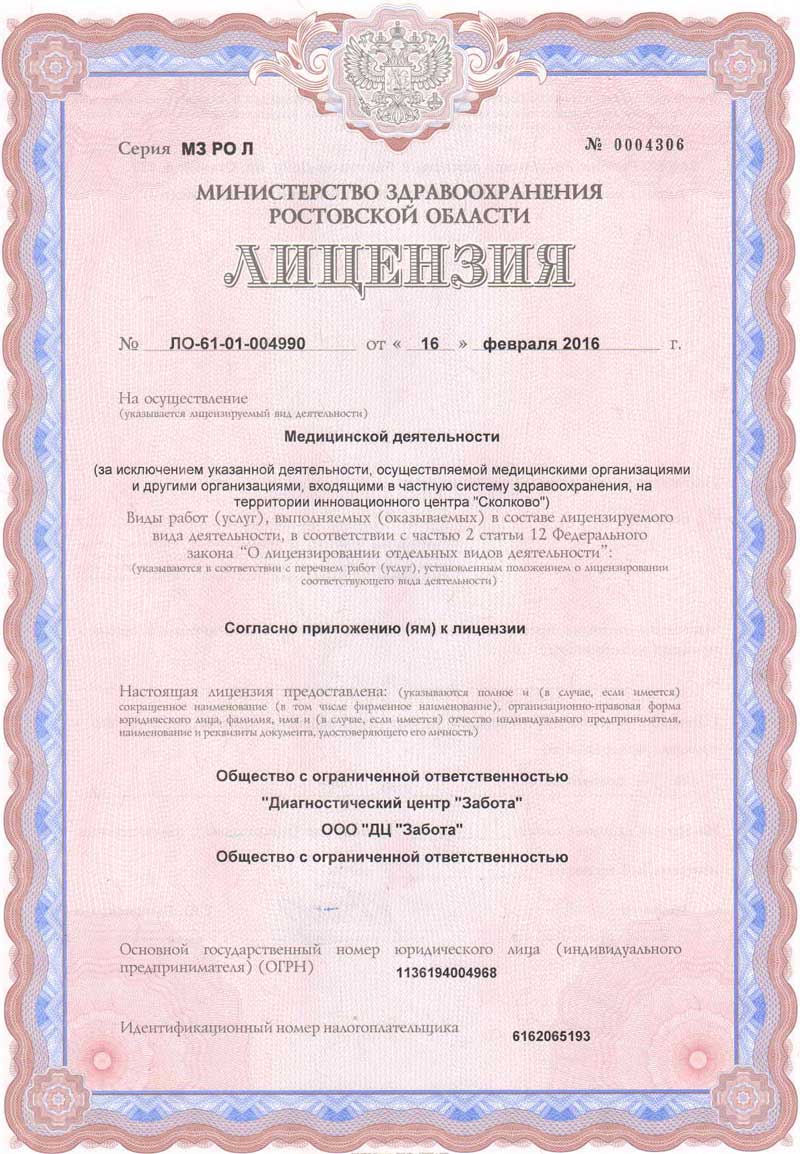 Серия МЗ РО Л № 0004306
МИНИСТЕРСТВО ЗДРАВООХРАНЕНИЯ
РОСТОВСКОЙ ОБЛАСТИ
ЛИЦЕНЗИЯ
№ ЛО-61-01-004990 от « 16 » февраля 2016 г.
На осуществление
(указывается лицензируемый вид деятельности)
Медицинской деятельности
(за исключением указанной деятельности, осуществляемой медицинскими организациями
и другими организациями, входящими в частную систему здравоохранения, на
территории инновационного центра "Сколково")
Виды работ (услуг), выполняемых (оказываемых) в составе лицензируемого
вида деятельности, в соответствии с частью 2 статьи 12 Федерального
закона “О лицензировании отдельных видов деятельности”:
(указываются в соответствии с перечнем работ (услуг), установленным положением о лицензировании
соответствующего вида деятельности)
Согласно приложению (ям) к лицензии
Настоящая лицензия предоставлена: (указываются полное и (в случае, если имеется)
сокращенное наименование (в том числе фирменное наименование), организационно-правовая форма
юридического лица, фамилия, имя и (в случае, если имеется) отчество индивидуального предпринимателя,
наименование и реквизиты документа, удостоверяющего его личность)
Общество с ограниченной ответственностью
"Диагностический центр "Забота"
ООО "ДЦ "Забота"
Общество с ограниченной ответственностью
Основной государственный номер юридического лица (индивидуального
предпринимателя) (ОГРН) 1136194004968
Идентификационный номер налогоплательщика 6162065193